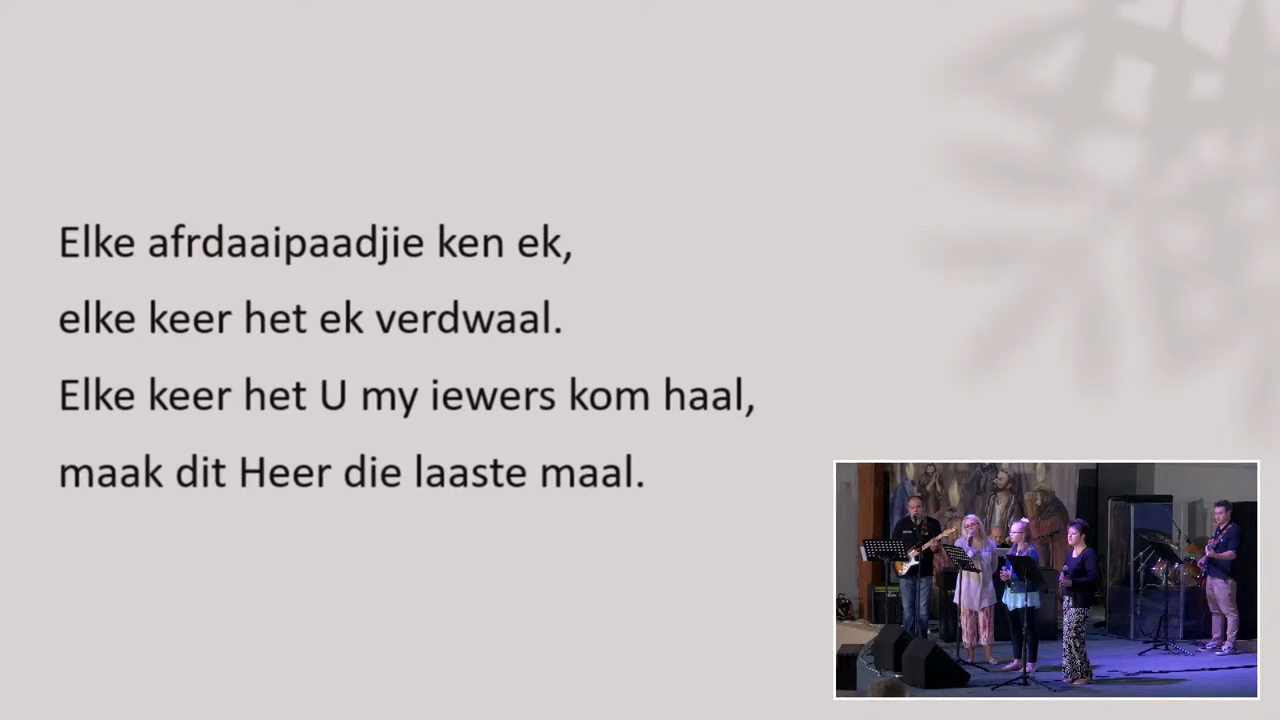 Elke afrdaaipaadjie ken ek,
elke keer het ek verdwaal.
Elke keer het U my iewers kom haal,
maak dit Heer die laaste maal.